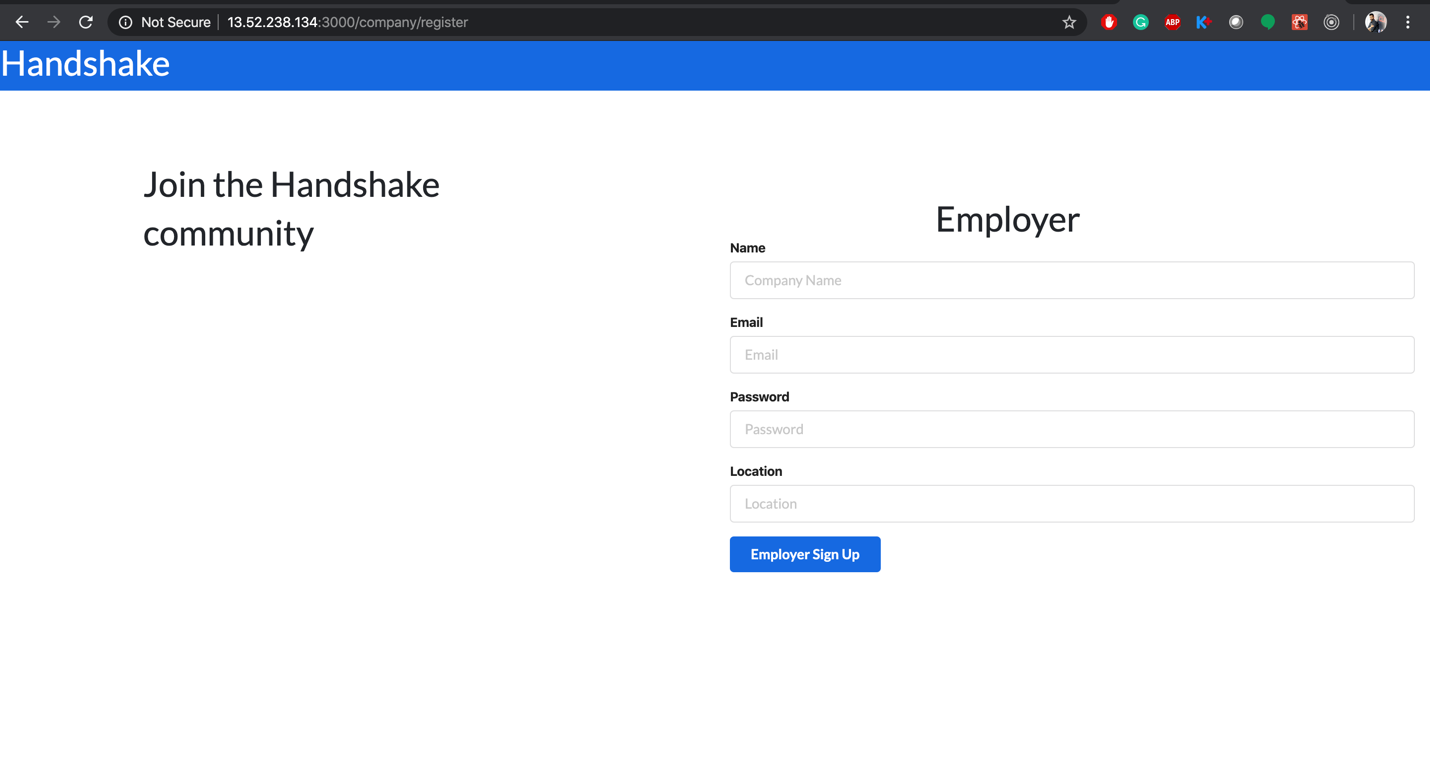 Not Secure 13.52.238.134:3000/company/register
ABP
K
Handshake
Join the Handshake
community
Employer
Name
Company Name
Email
Email
Password
Password
Location
Location
Employer Sign Up